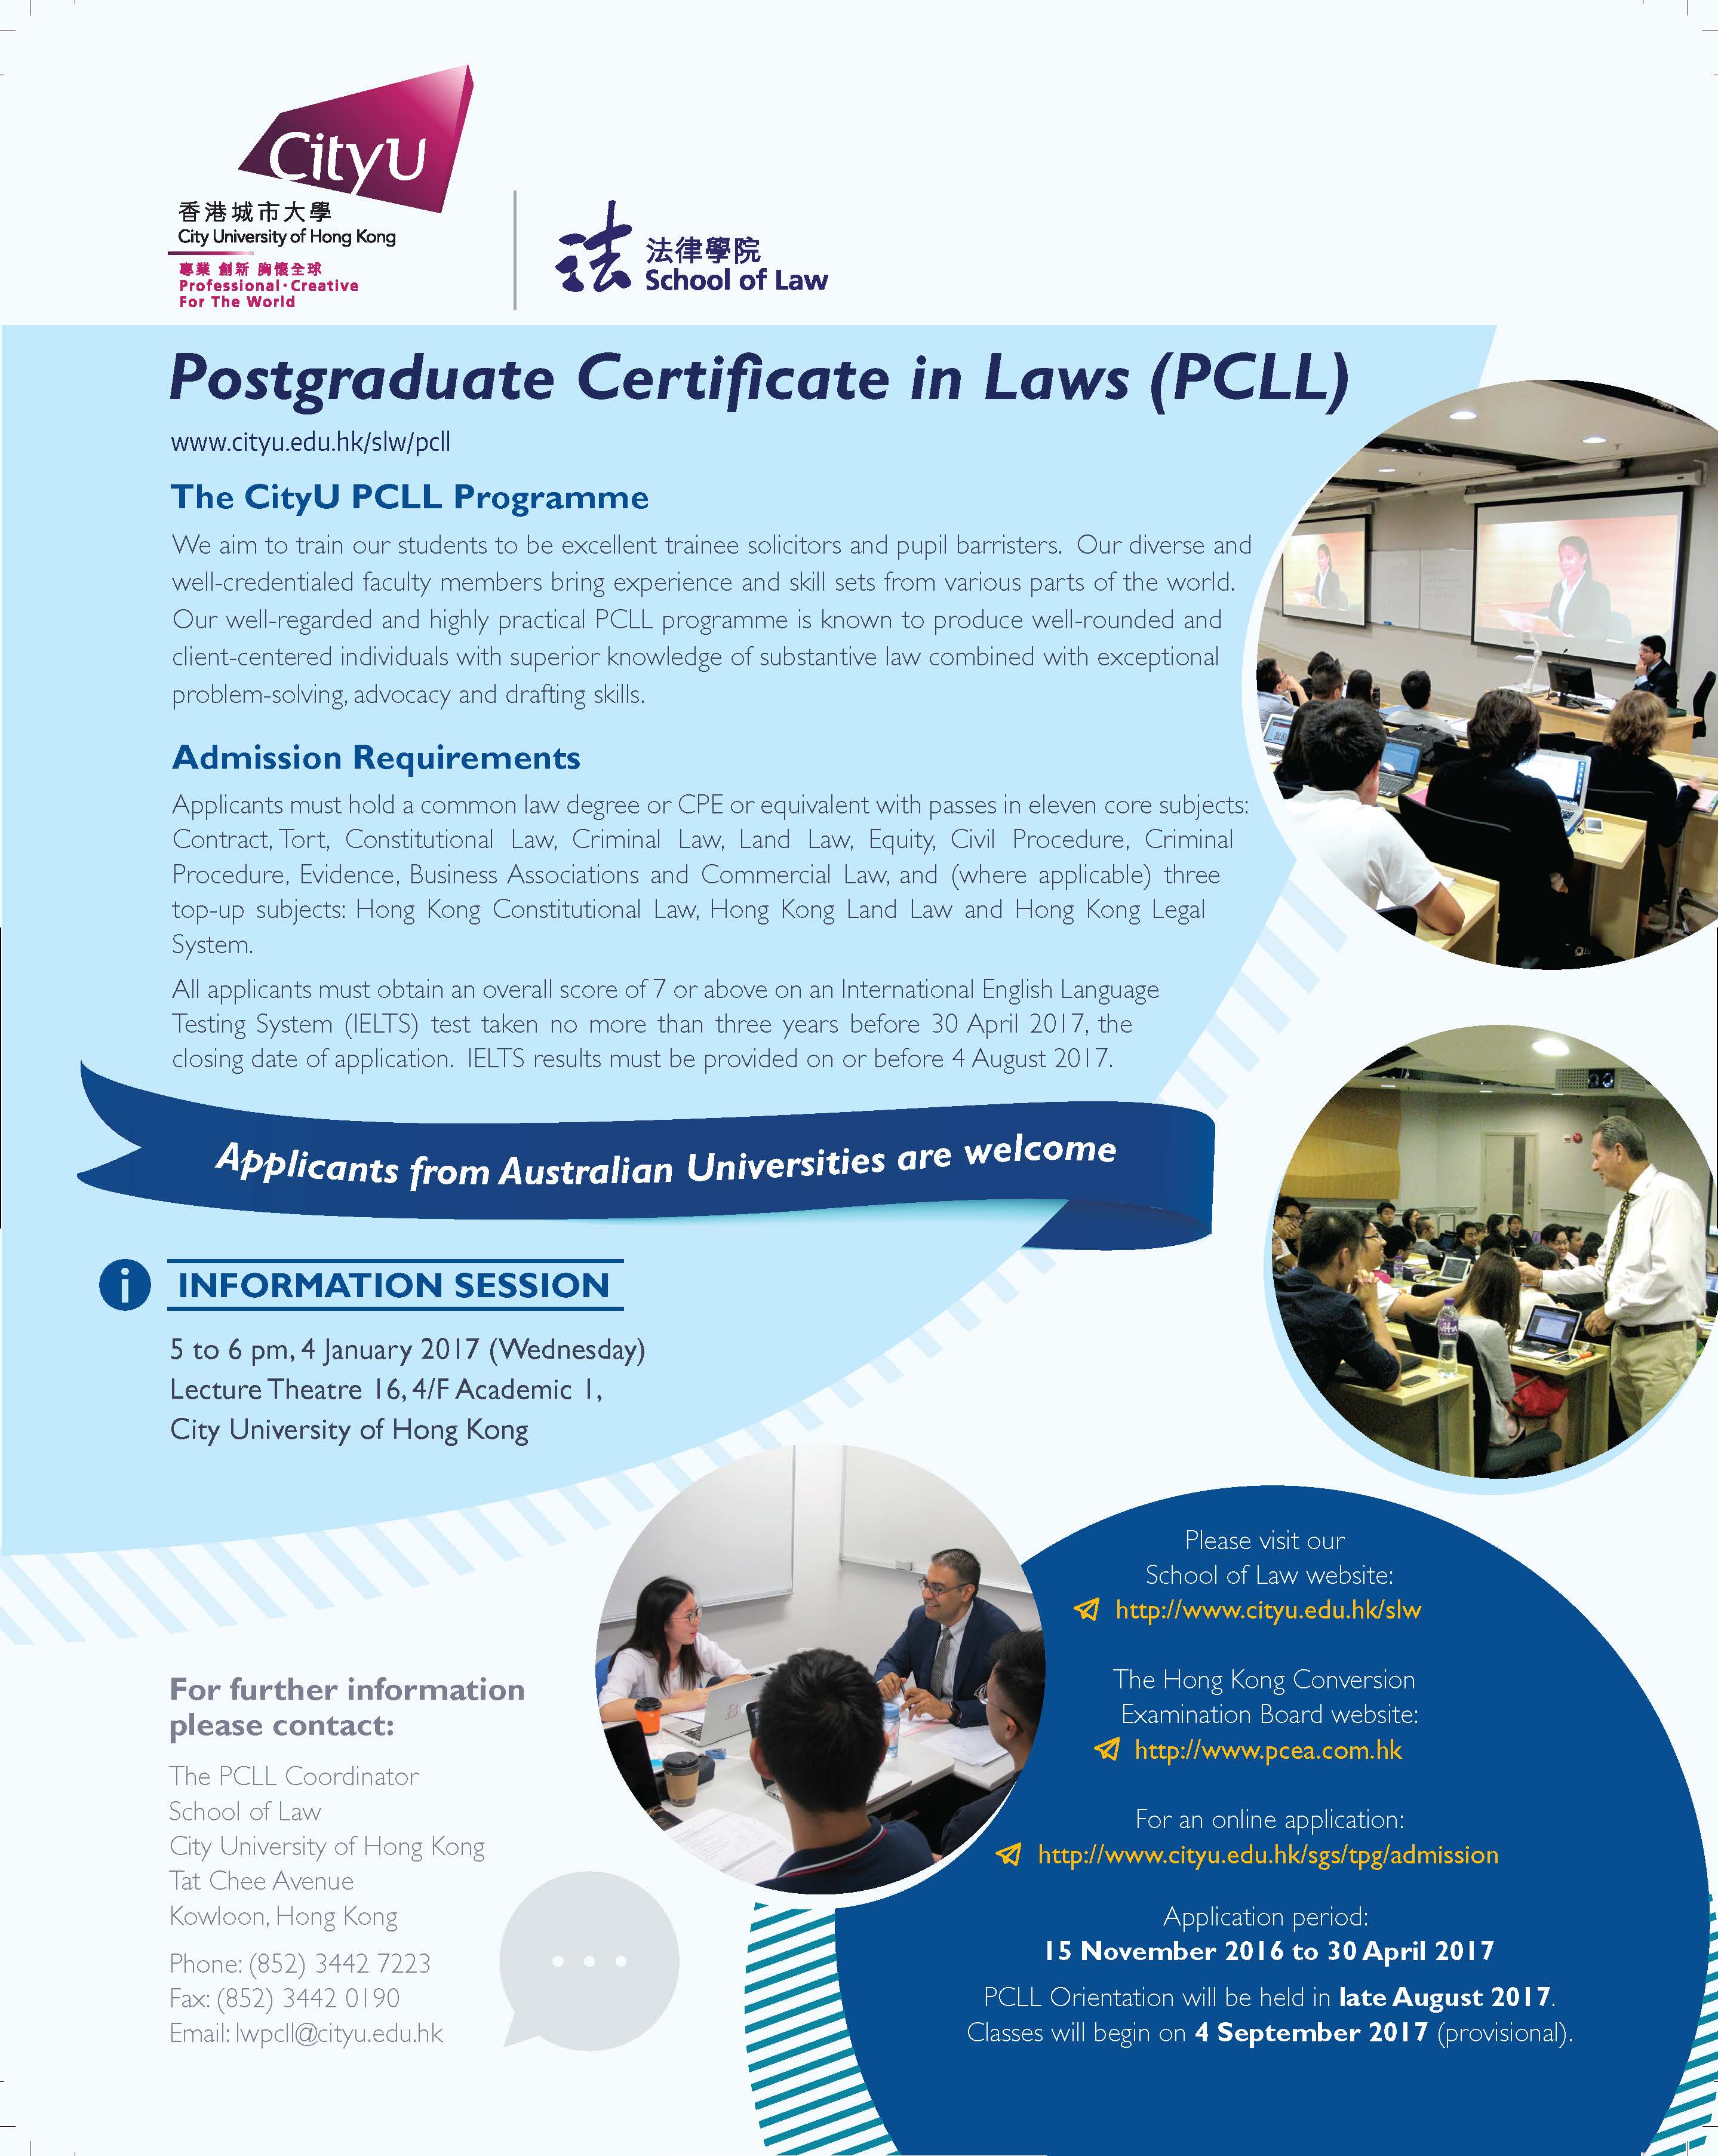 CityU
香港城市大學
City University of Hong Kong
專業 創新 胸懷全球
Professional·Creative
For The World
法
法律學院
School of Law
Postgraduate Certificate in Laws (PCLL)
www.cityu.edu.hk/slw/pcll
The CityU PCLL Programme
We aim to train our students to be excellent trainee solicitors and pupil barristers. Our diverse and
well-credentialed faculty members bring experience and skill sets from various parts of the world.
Our well-regarded and highly practical PCLL programme is known to produce well-rounded and
client-centered individuals with superior knowledge of substantive law combined with exceptional
problem-solving, advocacy and drafting skills.
Admission Requirements
Applicants must hold a common law degree or CPE or equivalent with passes in eleven core subjects:
Contract, Tort, Constitutional Law, Criminal Law, Land Law, Equity, Civil Procedure, Criminal
Procedure, Evidence, Business Associations and Commercial Law, and (where applicable) three
top-up subjects: Hong Kong Constitutional Law, Hong Kong Land Law and Hong Kong Legal
System.
All applicants must obtain an overall score of 7 or above on an International English Language
Testing System (IELTS) test taken no more than three years before 30 April 2017, the
closing date of application. IELTS results must be provided on or before 4 August 2017.
Applicants from Australian Universities are welcome
i INFORMATION SESSION
5 to 6 pm, 4 January 2017 (Wednesday)
Lecture Theatre 16, 4/F Academic 1,
City University of Hong Kong
For further information
please contact:
The PCLL Coordinator
School of Law
City University of Hong Kong
Tat Chee Avenue
Kowloon, Hong Kong
Phone: (852) 3442 7223
Fax: (852) 3442 0190
Email: lwpcll@cityu.edu.hk
Please visit our
School of Law website:
http://www.cityu.edu.hk/slw
The Hong Kong Conversion
Examination Board website:
http://www.pcea.com.hk
For an online application:
http://www.cityu.edu.hk/sgs/tpg/admission
Application period:
15 November 2016 to 30 April 2017
PCLL Orientation will be held in late August 2017.
Classes will begin on 4 September 2017 (provisional).